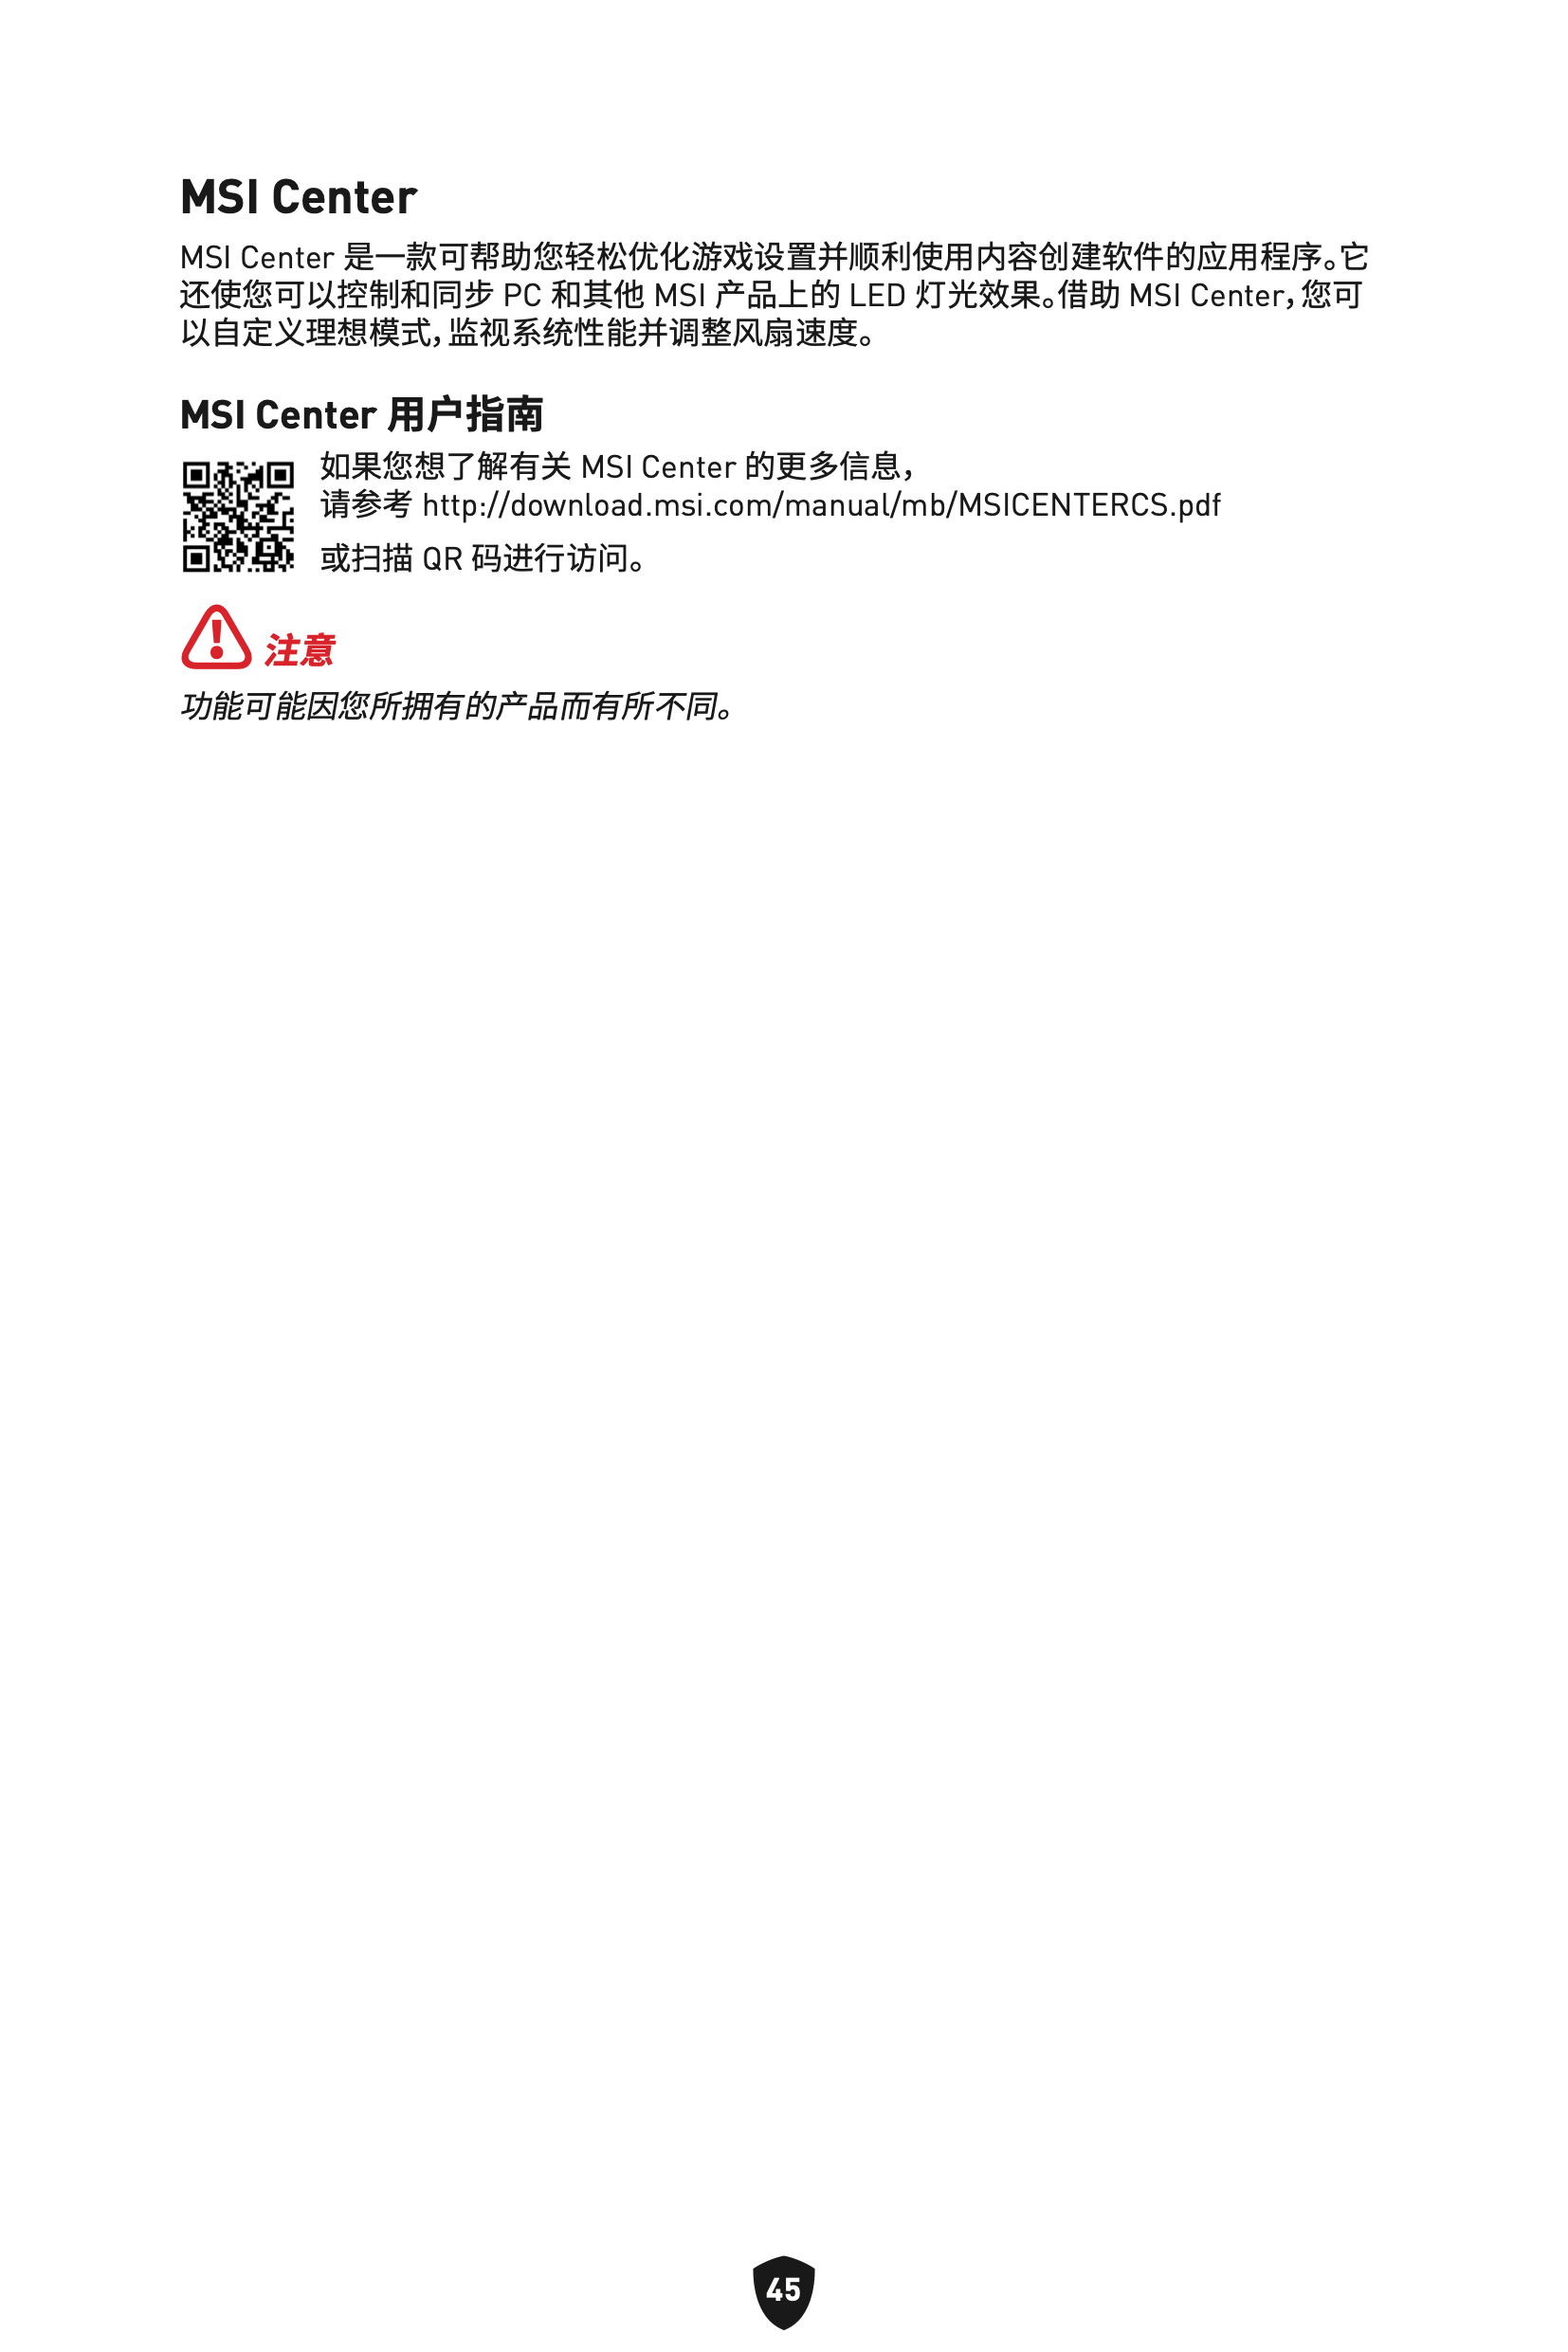 MSI Center
MSI Center 是一款可帮助您轻松优化游戏设置并顺利使用内容创建软件的应用程序。它
还使您可以控制和同步 PC 和其他 MSI 产品上的 LED 灯光效果。借助 MSI Center，您可
以自定义理想模式，监视系统性能并调整风扇速度。
MSI Center 用户指南
如果您想了解有关 MSI Center 的更多信息，
请参考 http://download.msi.com/manual/mb/MSICENTERCS.pdf
或扫描 QR 码进行访问。
注意
功能可能因您所拥有的产品而有所不同。
45